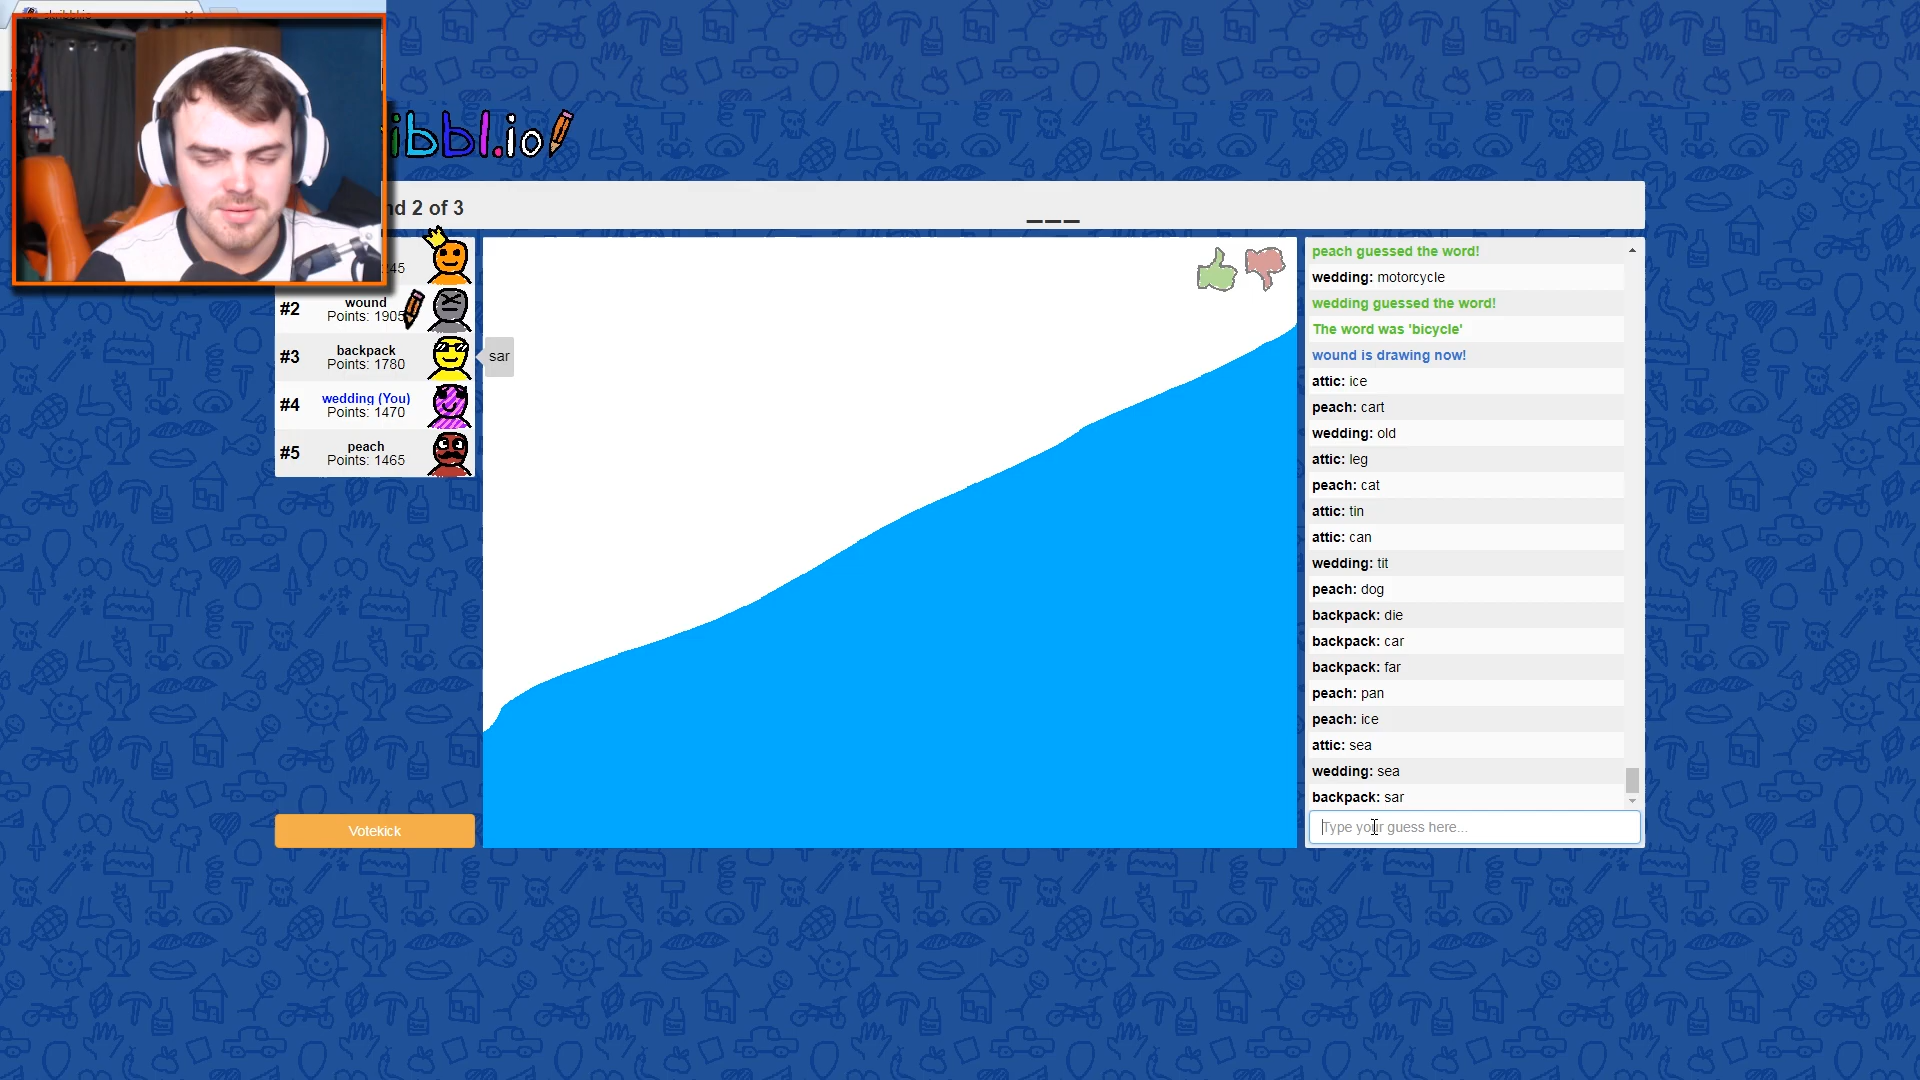 ibbl.io
nd 2 of 3
___
245
#2
wound
Points: 1905
#3
backpack
Points: 1780
#4
wedding (You)
Points: 1470
#5
peach
Points: 1465
sar
Votekick
peach guessed the word!
wedding: motorcycle
wedding guessed the word!
The word was 'bicycle'
wound is drawing now!
attic: ice
peach: cart
wedding: old
attic: leg
peach: cat
attic: tin
attic: can
wedding: tit
peach: dog
backpack: die
backpack: car
backpack: far
peach: pan
peach: ice
attic: sea
wedding: sea
backpack: sar
Type your guess here...